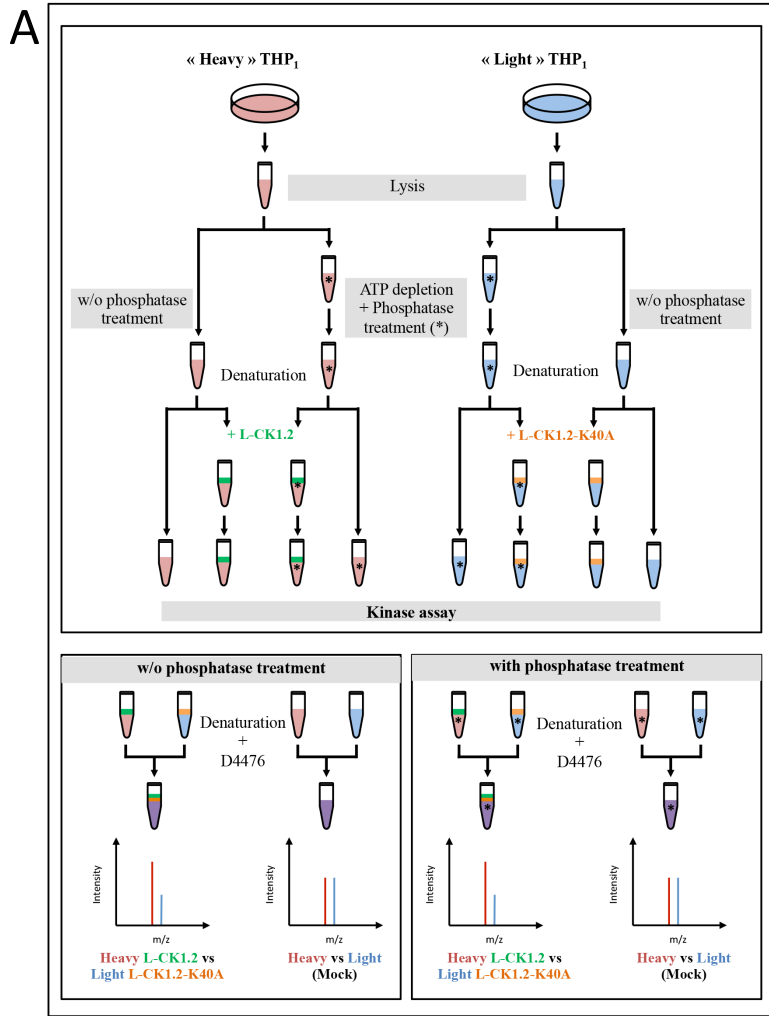 A
« Heavy » THP1
« Light » THP1
Lysis
w/o phosphatase
treatment
ATP depletion
+ Phosphatase
treatment (*)
w/o phosphatase
treatment
*
*
*
*
Denaturation
Denaturation
+ L-CK1.2
+ L-CK1.2-K40A
*
*
*
*
*
*
Kinase assay
w/o phosphatase treatment
Denaturation
+
D4476
Intensity
m/z
Heavy L-CK1.2 vs
Light L-CK1.2-K40A
Intensity
m/z
Heavy vs Light
(Mock)
with phosphatase treatment
*
*
*
*
Denaturation
+
D4476
*
*
Intensity
m/z
Heavy L-CK1.2 vs
Light L-CK1.2-K40A
Intensity
m/z
Heavy vs Light
(Mock)